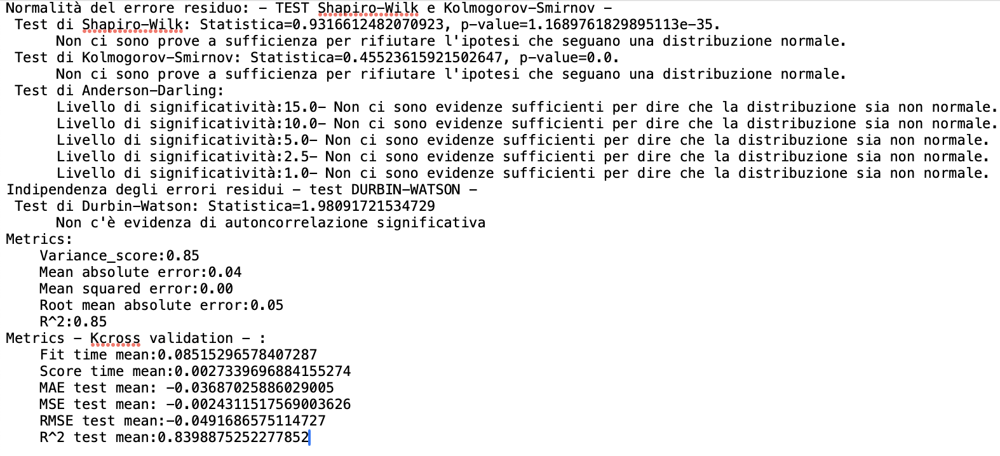 Normalità del errore residuo: - TEST Shapiro-Wilk e Kolmogorov-Smirnov -
Test di Shapiro-Wilk: Statistica=0.9316612482070923, p-value=1.1689761829895113e-35.
Non ci sono prove a sufficienza per rifiutare l'ipotesi che seguano una distribuzione normale.
Test di Kolmogorov-Smirnov: Statistica=0.45523615921502647, p-value=0.0.
Non ci sono prove a sufficienza per rifiutare l'ipotesi che seguano una distribuzione normale.
Test di Anderson-Darling:
Livello di significatività:15.0- Non ci sono evidenze sufficienti per dire che la distribuzione sia non normale.
Livello di significatività:10.0- Non ci sono evidenze sufficienti per dire che la distribuzione sia non normale.
Livello di significatività:5.0- Non ci sono evidenze sufficienti per dire che la distribuzione sia non normale.
Livello di significatività:2.5- Non ci sono evidenze sufficienti per dire che la distribuzione sia non normale.
Livello di significatività:1.0- Non ci sono evidenze sufficienti per dire che la distribuzione sia non normale.
Indipendenza degli errori residui - test DURBIN-WATSON -
Test di Durbin-Watson: Statistica=1.98091721534729
Non c'è evidenza di autoncorrelazione significativa
Metrics:
Variance_score:0.85
Mean absolute error:0.04
Mean squared error:0.00
Root mean absolute error:0.05
R^2:0.85
Metrics - Kcross validation - :
Fit time mean:0.08515296578407287
Score time mean:0.0027339696884155274
MAE test mean: -0.03687025886029005
MSE test mean: -0.0024311517569003626
RMSE test mean:-0.0491686575114727
R^2 test mean:0.8398875252277852